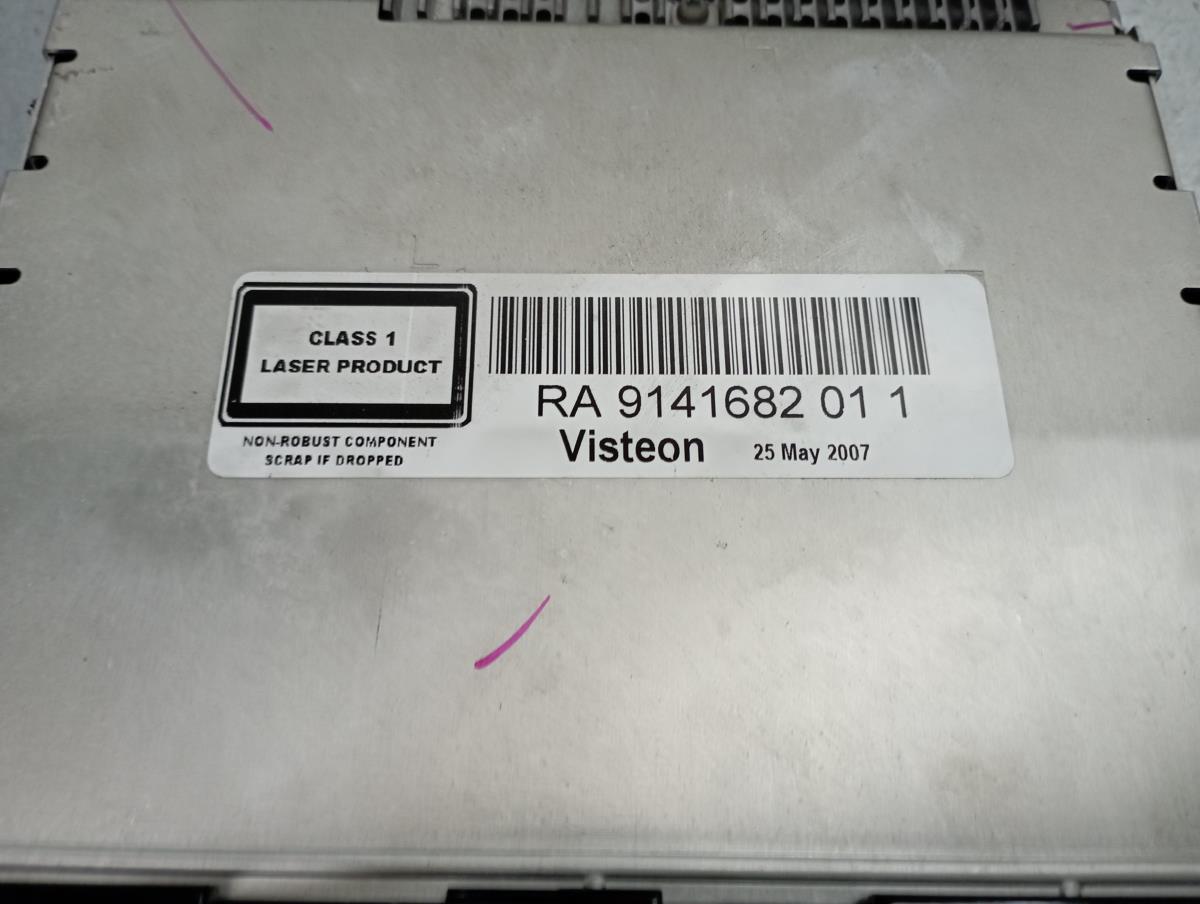 CLASS 1
LASER PRODUCT
NON-ROBUST COMPONENT
SCRAP IF DROPPED
RA 9141682 01 1
Visteon 25 May 2007